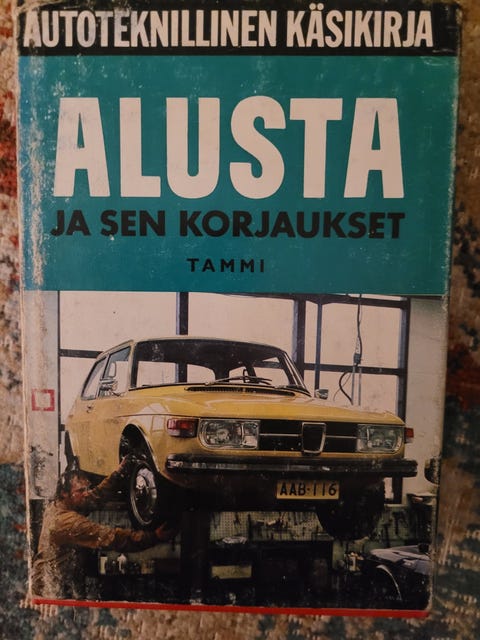 AUTOTEKNILLINEN KÄSIKIRJA
ALUSTA
JA SEN KORJAUKSET
TAMMI
AAB-116